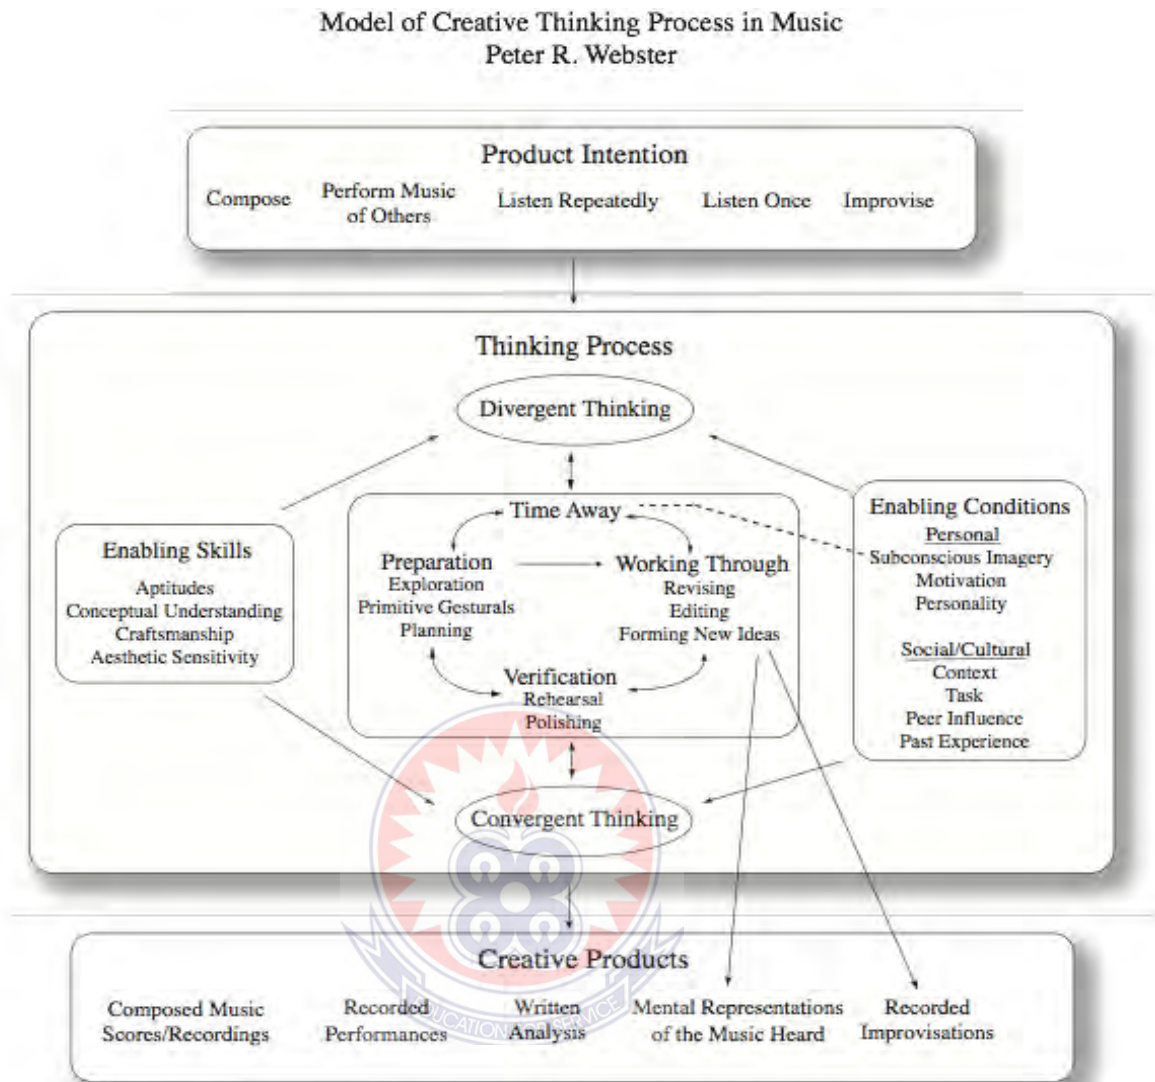 Model of Creative Thinking Process in Music
Peter R. Webster
Product Intention
Compose
Perform Music
of Others
Listen Repeatedly
Listen Once
Improvise
Thinking Process
Divergent Thinking
Time Away
Enabling Skills
Aptitudes
Conceptual Understanding
Craftsmanship
Aesthetic Sensitivity
Preparation
Exploration
Primitive Gesturals
Planning
Working Through
Revising
Editing
Forming New Ideas
Verification
Rehearsal
Polishing
Enabling Conditions
Personal
Subconscious Imagery
Motivation
Personality
Social/Cultural
Context
Task
Peer Influence
Past Experience
Convergent Thinking
Creative Products
Composed Music
Scores/Recordings
Recorded
Performances
Written
Analysis
Mental Representations
of the Music Heard
Recorded
Improvisations
EDUCATION FOR SERVICE